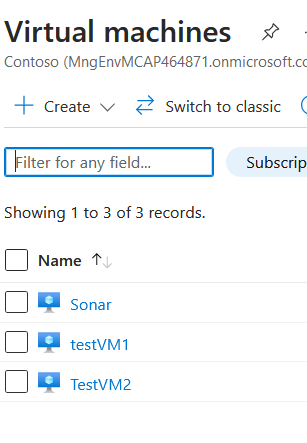 Virtual machines
Contoso (MngEnvMCAP464871.onmicrosoft.co
Create
Switch to classic
Filter for any field...
Subscrip
Showing 1 to 3 of 3 records.
Name ↑↓
Sonar
testVM1
TestVM2